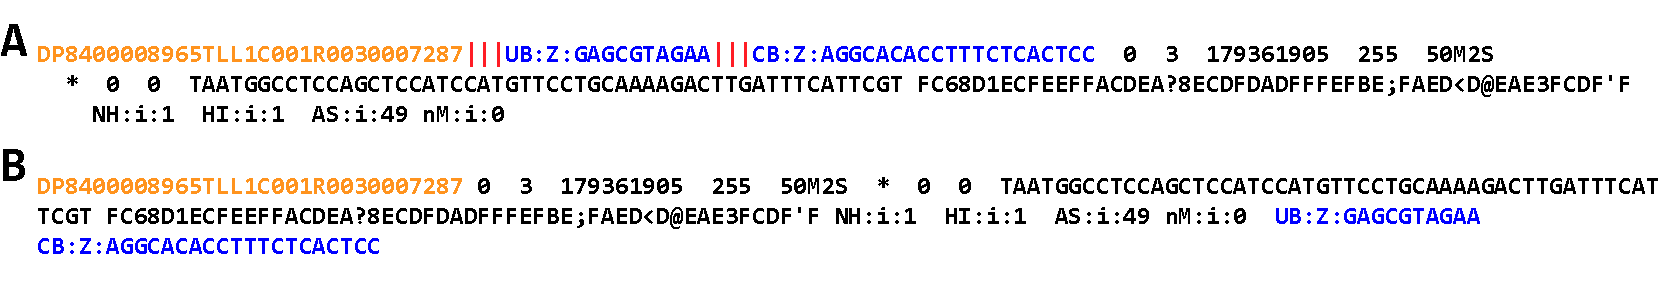 A
DP8400008965TLL1C001R0030007287|||UB:Z:GAGCGTAGAA|||CB:Z:AGGCACACCTTTCTCACTCC 0 3 179361905 255 50M2S
* 0 0 TAATGGCCTCCAGCTCCATCCATGTTCCTGCAAAAGACTTGATTTCATTCGT FC68D1ECFEEFFACDEA?8ECDFDADFFFEFBE;FAED<D@EAE3FCDF'F
NH:i:1 HI:i:1 AS:i:49 nM:i:0
B
DP8400008965TLL1C001R0030007287 0 3 179361905 255 50M2S * 0 0 TAATGGCCTCCAGCTCCATCCATGTTCCTGCAAAAGACTTGATTTCAT
TCGT FC68D1ECFEEFFACDEA?8ECDFDADFFFEFBE;FAED<D@EAE3FCDF'F NH:i:1 HI:i:1 AS:i:49 nM:i:0 UB:Z:GAGCGTAGAA
CB:Z:AGGCACACCTTTCTCACTCC